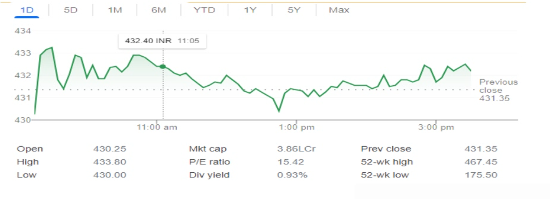 1D 5D 1M 6M YTD 1Y 5Y Max
434
432.40 INR 11:05
433
432
431
430
Previous
close
431.35
11:00 am 1:00 pm 3:00 pm
Open 430.25 Mkt cap 3.86LCr Prev close 431.35
High 433.80 P/E ratio 15.42 52-wk high 467.45
Low 430.00 Div yield 0.93% 52-wk low 175.50